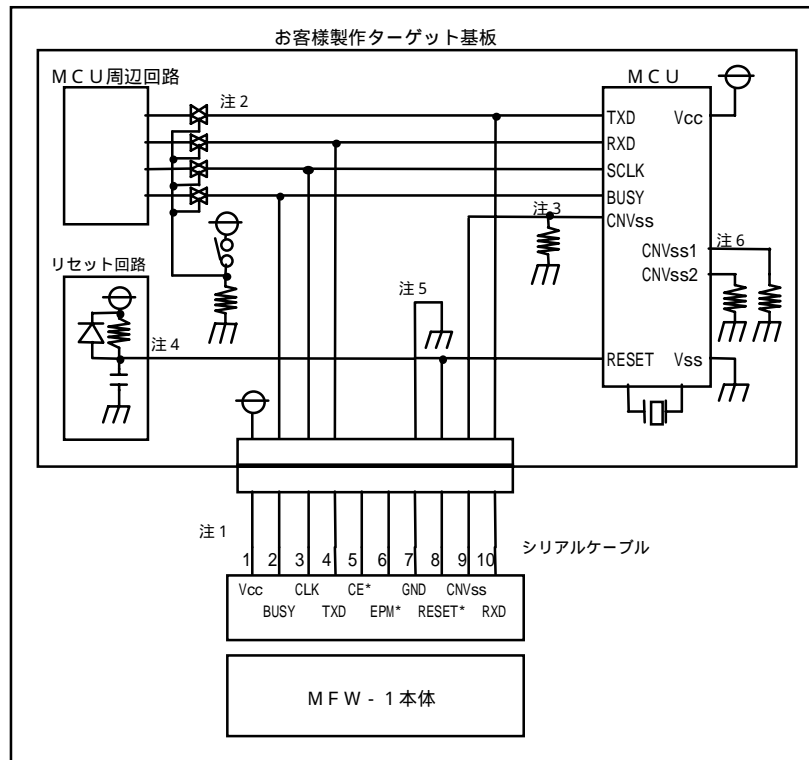 お客様製作ターゲット基板
ＭＣＵ周辺回路
ＭＣＵ
注２
TXD
Vcc
RXD
SCLK
BUSY
注３
CNVss
注６
CNVss1
CNVss2
リセット回路
注５
注４
RESET
Vss
注１
シリアルケーブル
1 2 3 4 5 6 7 8 9 10
Vcc CLK CE* GND CNVss
BUSY TXD EPM* RESET* RXD
ＭＦＷ－１本体